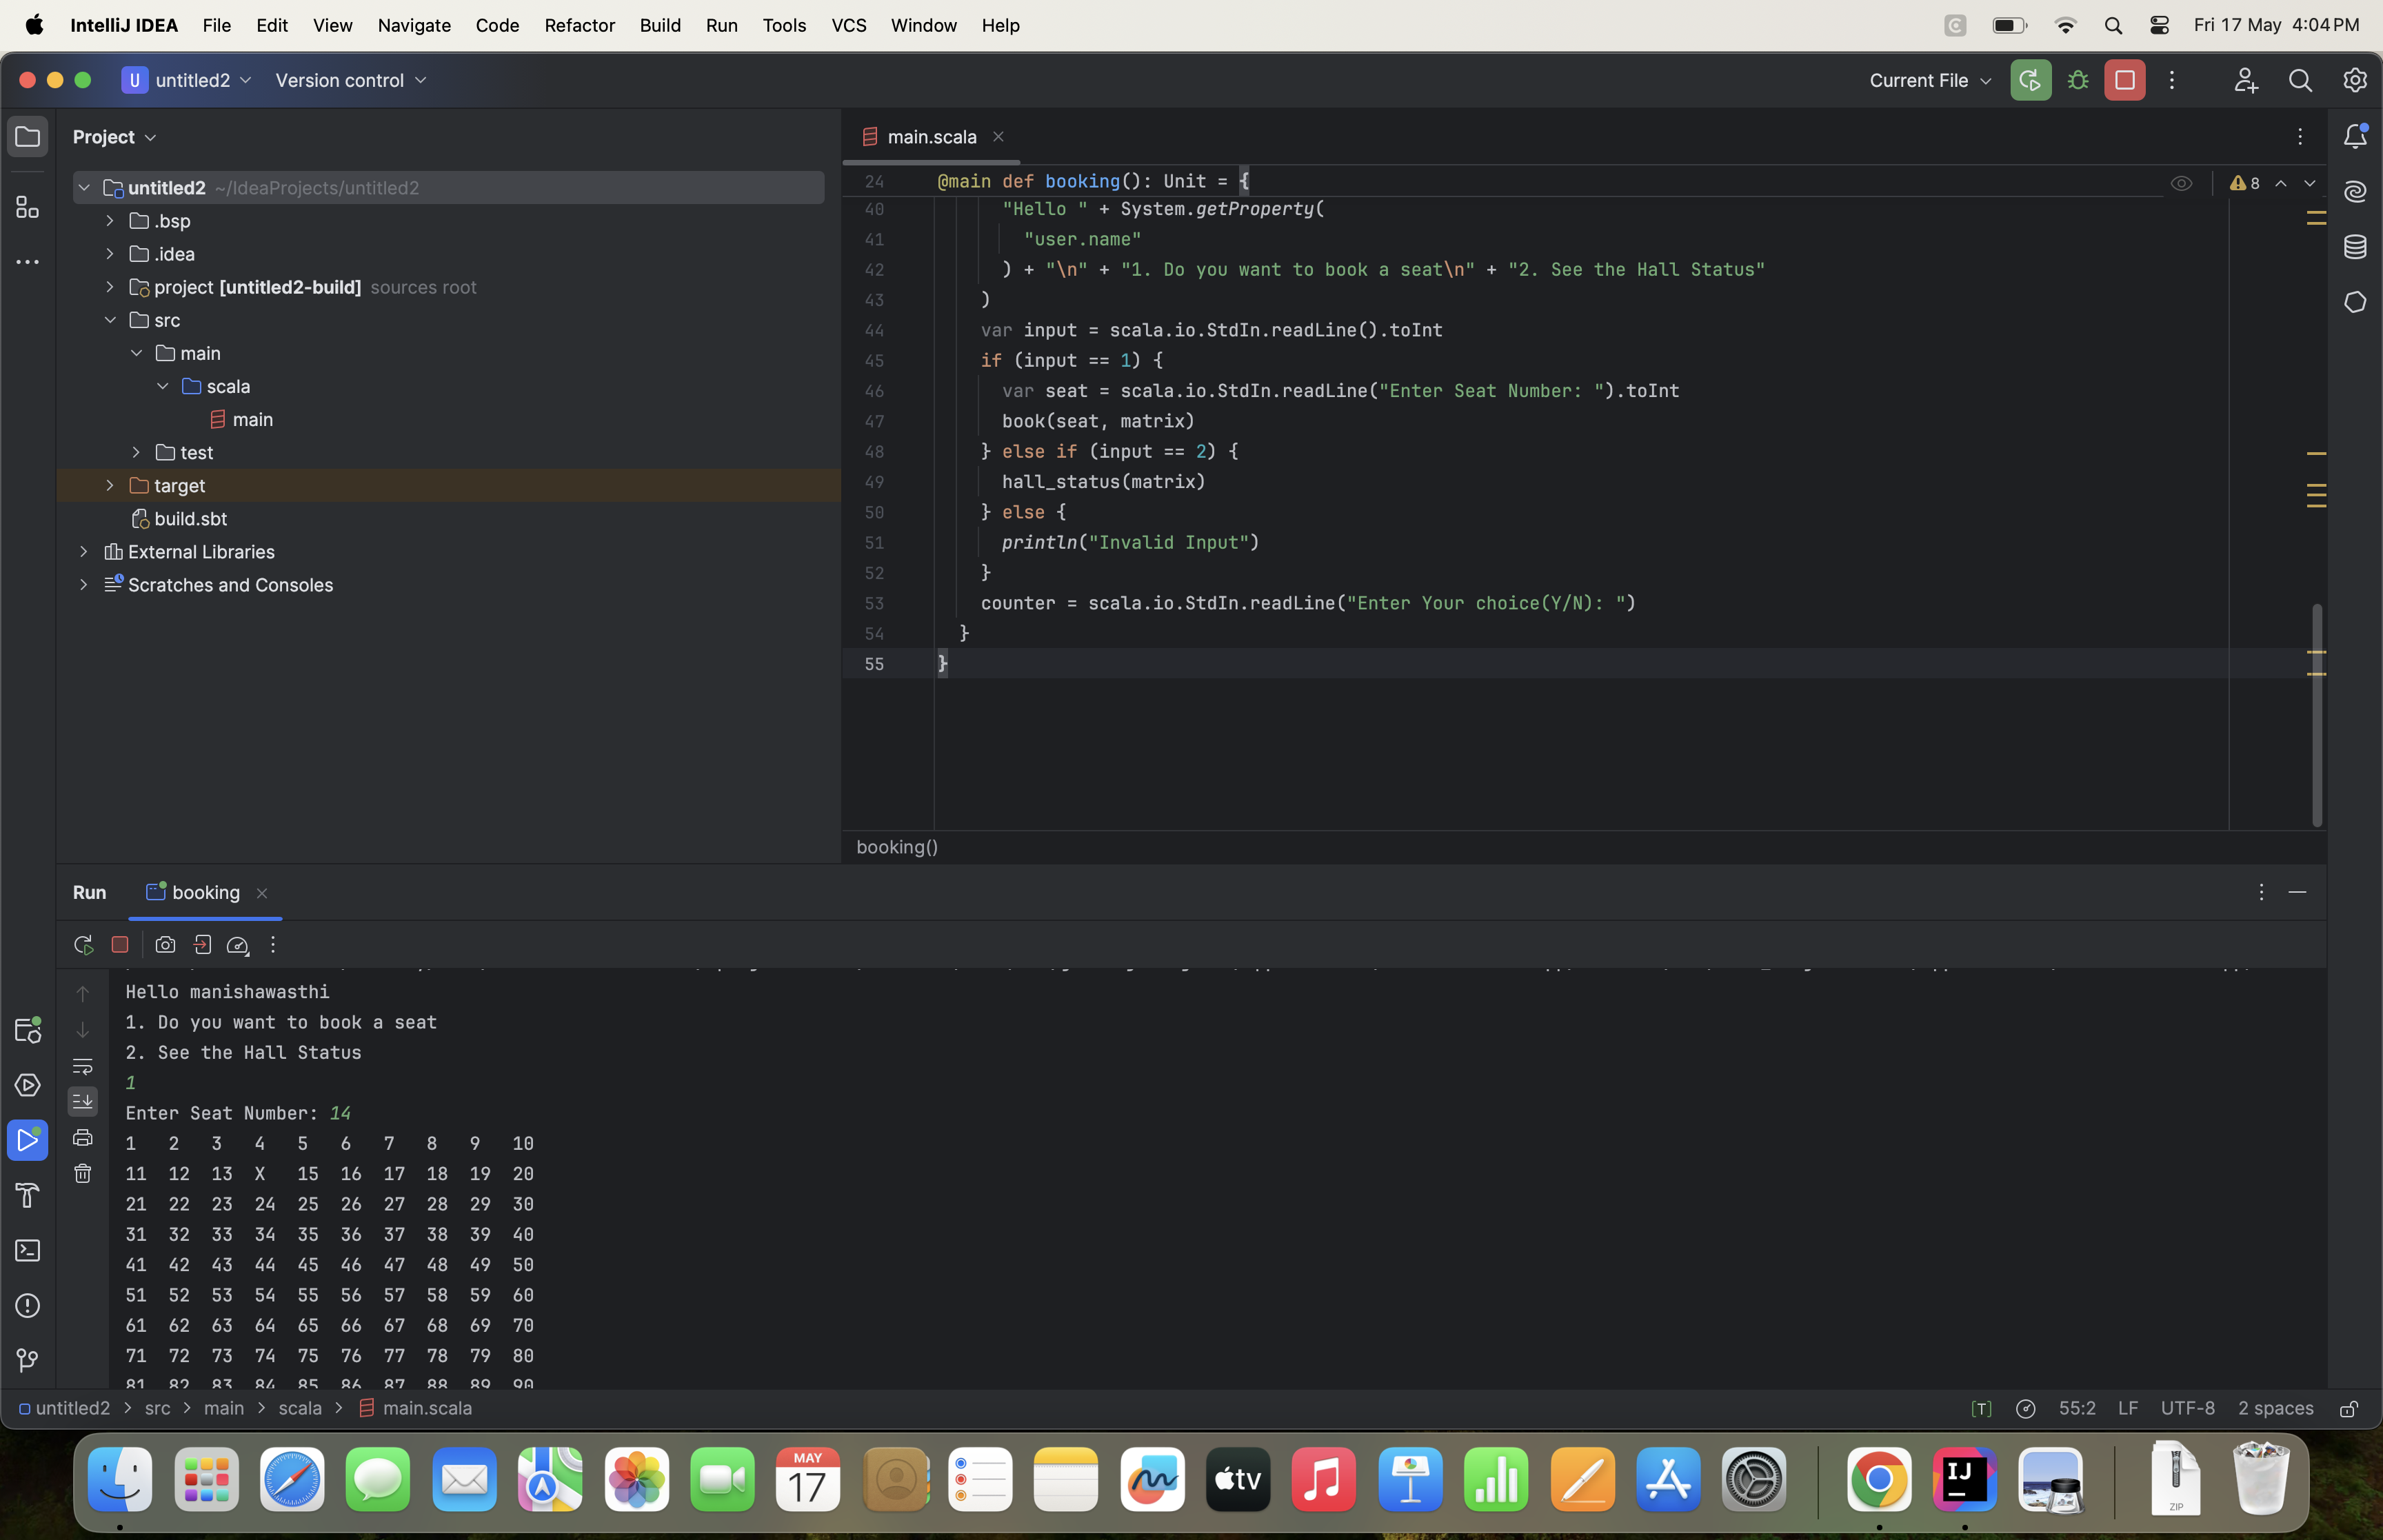 IntelliJ IDEA File Edit View Navigate Code Refactor Build Run Tools VCS Window Help Fri 17 May 4:04 PM
U untitled2 Version control Current File
Project
main.scala
untitled2 ~/IdeaProjects/untitled2
.bsp
.idea
project [untitled2-build] sources root
src
main
scala
main
test
target
build.sbt
External Libraries
Scratches and Consoles
24 @main def booking(): Unit = {
8
40 "Hello " + System.getProperty(
41 "user.name"
42 ) + "\n" + "1. Do you want to book a seat\n" + "2. See the Hall Status"
43 )
44 var input = scala.io.StdIn.readLine().toInt
45 if (input == 1) {
46 var seat = scala.io.StdIn.readLine("Enter Seat Number: ").toInt
47 book(seat, matrix)
48 } else if (input == 2) {
49 hall_status(matrix)
50 } else {
51 println("Invalid Input")
52 }
53 counter = scala.io.StdIn.readLine("Enter Your choice(Y/N): ")
54 }
55 }
booking()
Run booking
Hello manishawasthi
1. Do you want to book a seat
2. See the Hall Status
1
Enter Seat Number: 14
1 2 3 4 5 6 7 8 9 10
11 12 13 X 15 16 17 18 19 20
21 22 23 24 25 26 27 28 29 30
31 32 33 34 35 36 37 38 39 40
41 42 43 44 45 46 47 48 49 50
51 52 53 54 55 56 57 58 59 60
61 62 63 64 65 66 67 68 69 70
71 72 73 74 75 76 77 78 79 80
81 82 83 84 85 86 87 88 89 90
untitled2 > src > main > scala > main.scala
[T] 55:2 LF UTF-8 2 spaces
MAY
17
tv
IJ
ZIP